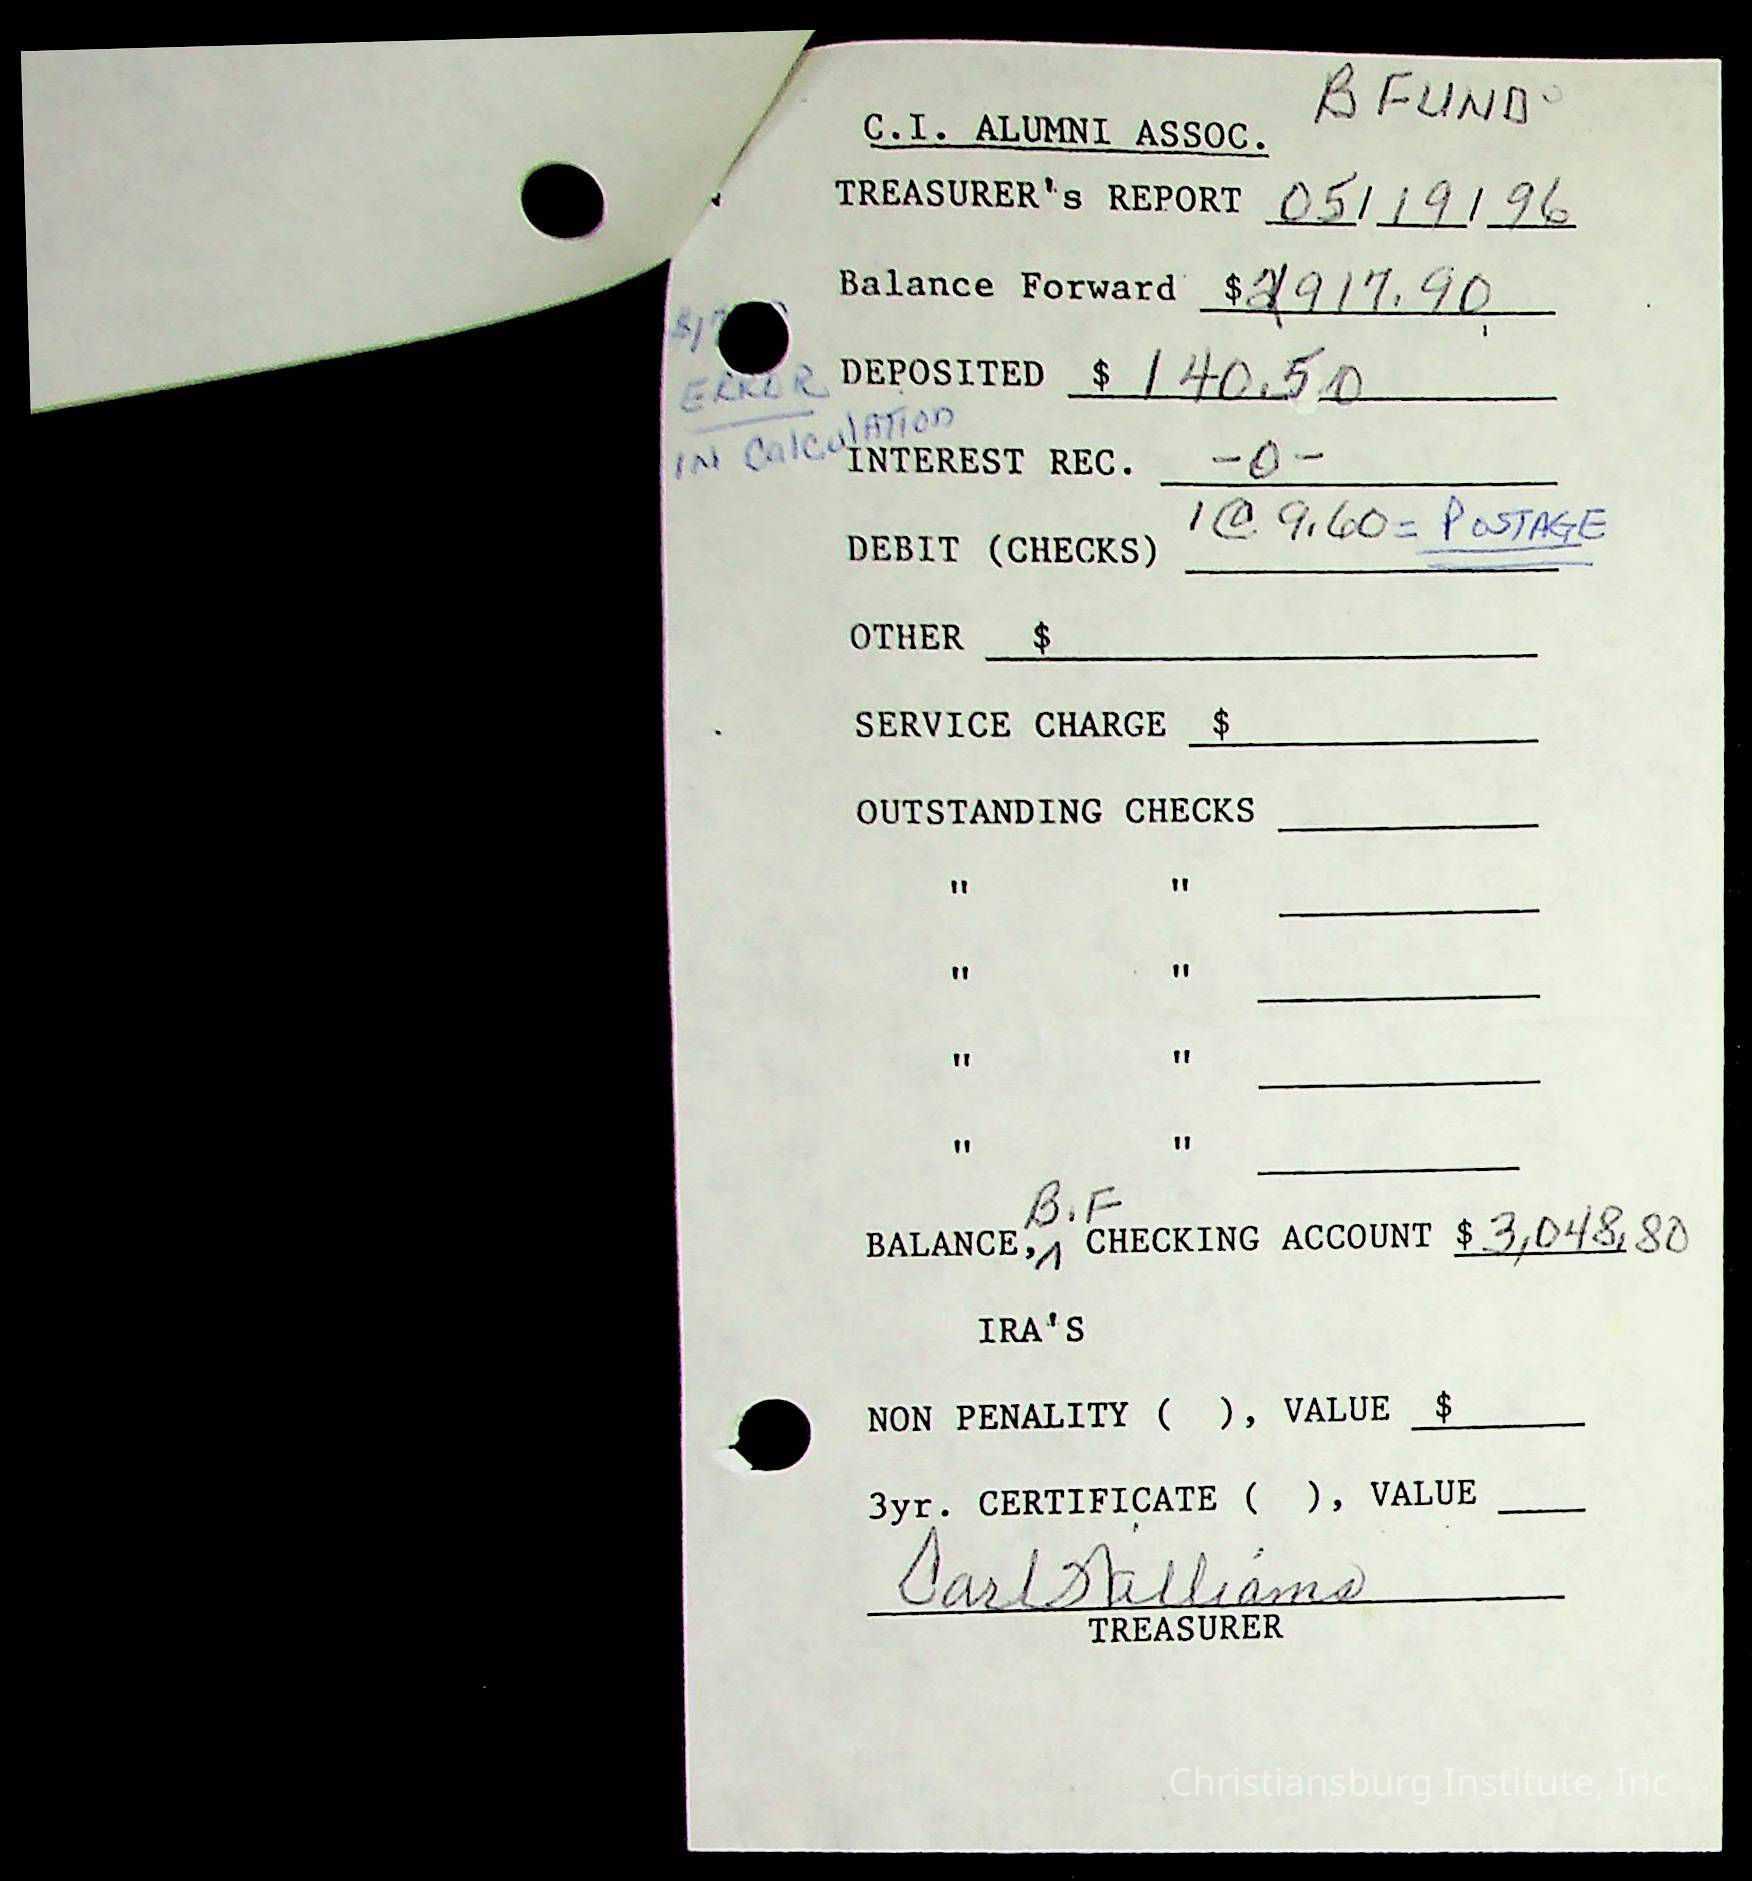 B FUND
C.I. ALUMNI ASSOC.
TREASURER's REPORT 05/19/96
Balance Forward $2,917.90
DEPOSITED $ 140.50
ERROR
IN CalculATION
INTEREST REC. -0-
DEBIT (CHECKS) 1@ 9.60= POSTAGE
OTHER $
SERVICE CHARGE $
OUTSTANDING CHECKS
" "
" "
" "
" "
B.F
BALANCE, CHECKING ACCOUNT $ 3,048.80
IRA'S
NON PENALITY ( ), VALUE $
3yr. CERTIFICATE ( ), VALUE
Carl Williams
TREASURER
Christiansburg Institute, Inc